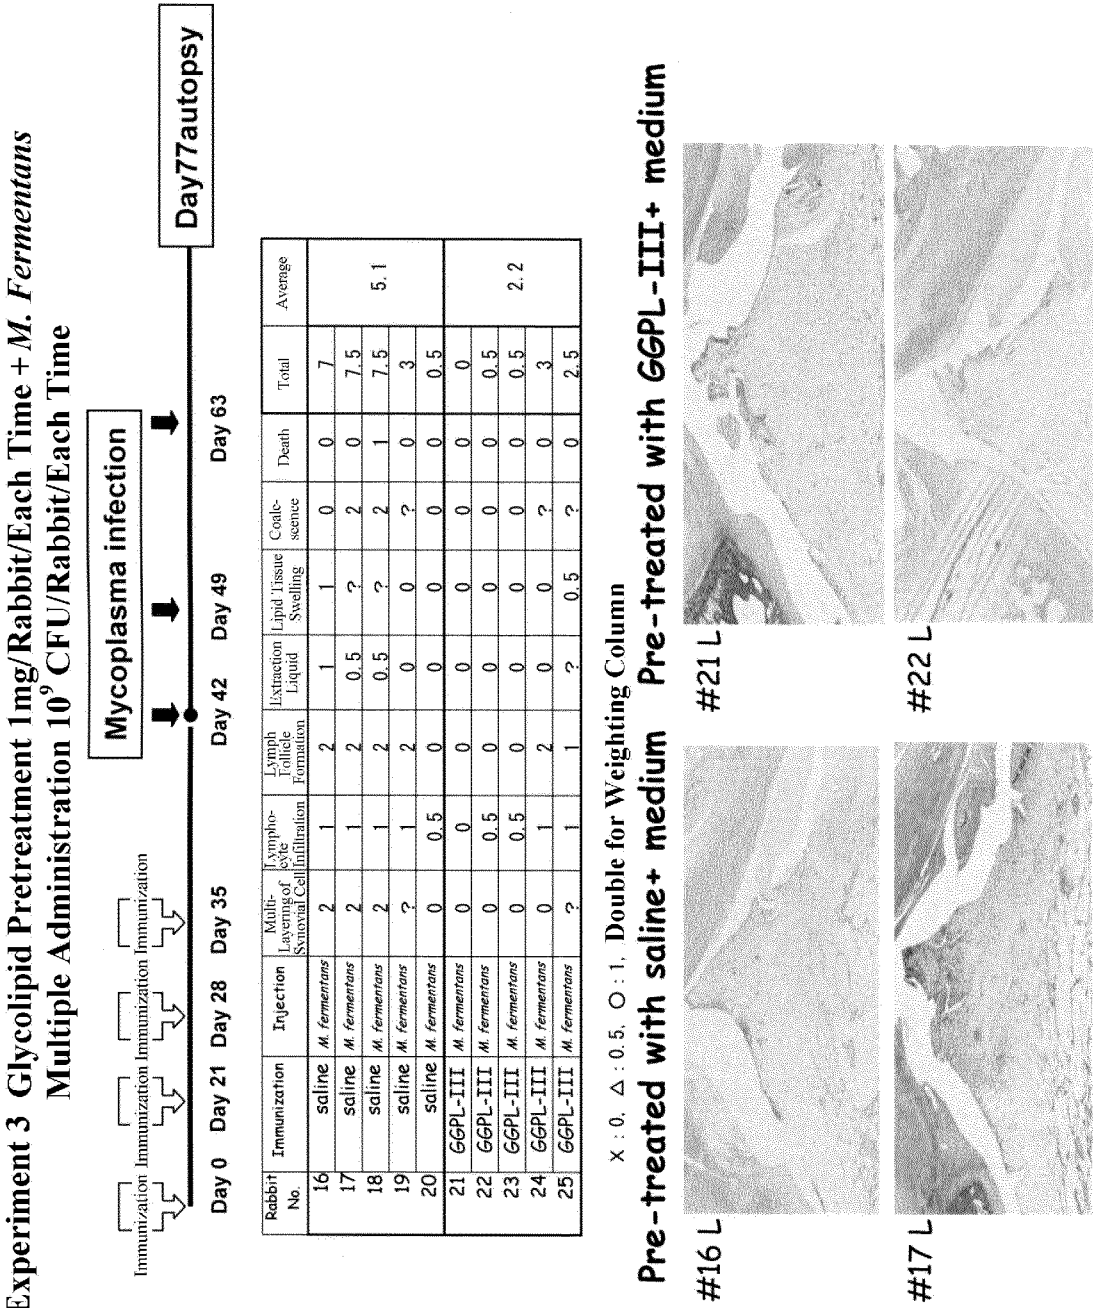 Experiment 3 Glycolipid Pretreatment 1mg/Rabbit/Each Time + M. Fermentans
Multiple Administration 10⁹ CFU/Rabbit/Each Time
Mycoplasma infection
Day77autopsy
Immunization Immunization Immunization Immunization
Day 0 Day 21 Day 28 Day 35 Day 42 Day 49 Day 63
Rabbit No. Immunization Injection Multi-Layering of Synovial Cell Lympho-cyte Infiltration Lymph Follicle Formation Extraction Liquid Lipid Tissue Swelling Coale-scence Death Total Average
16 saline M. fermentans 2 1 2 1 1 0 0 7
17 saline M. fermentans 2 1 2 0.5 ? 2 0 7.5
18 saline M. fermentans 2 1 2 0.5 ? 2 1 7.5 5.1
19 saline M. fermentans ? 1 2 0 0 ? 0 3
20 saline M. fermentans 0 0.5 0 0 0 0 0 0.5
21 GGPL-III M. fermentans 0 0 0 0 0 0 0 0
22 GGPL-III M. fermentans 0 0.5 0 0 0 0 0 0.5
23 GGPL-III M. fermentans 0 0.5 0 0 0 0 0 0.5 2.2
24 GGPL-III M. fermentans 0 1 2 0 0 ? 0 3
25 GGPL-III M. fermentans ? 1 1 ? 0.5 ? 0 2.5
X : 0, △ : 0.5, ○ : 1, Double for Weighting Column
Pre-treated with saline+ medium
Pre-treated with GGPL-III+ medium
#16 L
#21 L
#17 L
#22 L